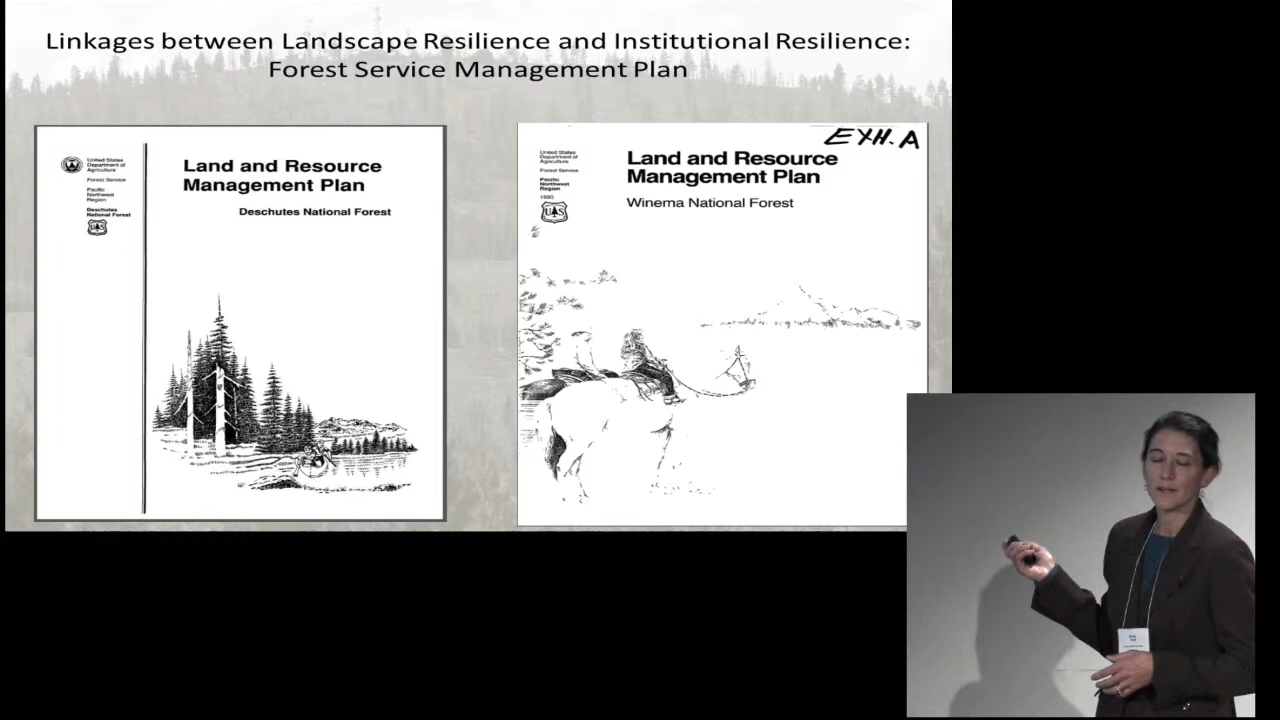 Linkages between Landscape Resilience and Institutional Resilience:
Forest Service Management Plan
United States
Department of
Agriculture
Forest Service
Pacific
Northwest
Region
Deschutes
National Forest
Land and Resource
Management Plan
Deschutes National Forest
EXH. A
United States
Department of
Agriculture
Forest Service
Pacific
Northwest
Region
Land and Resource
Management Plan
Winema National Forest